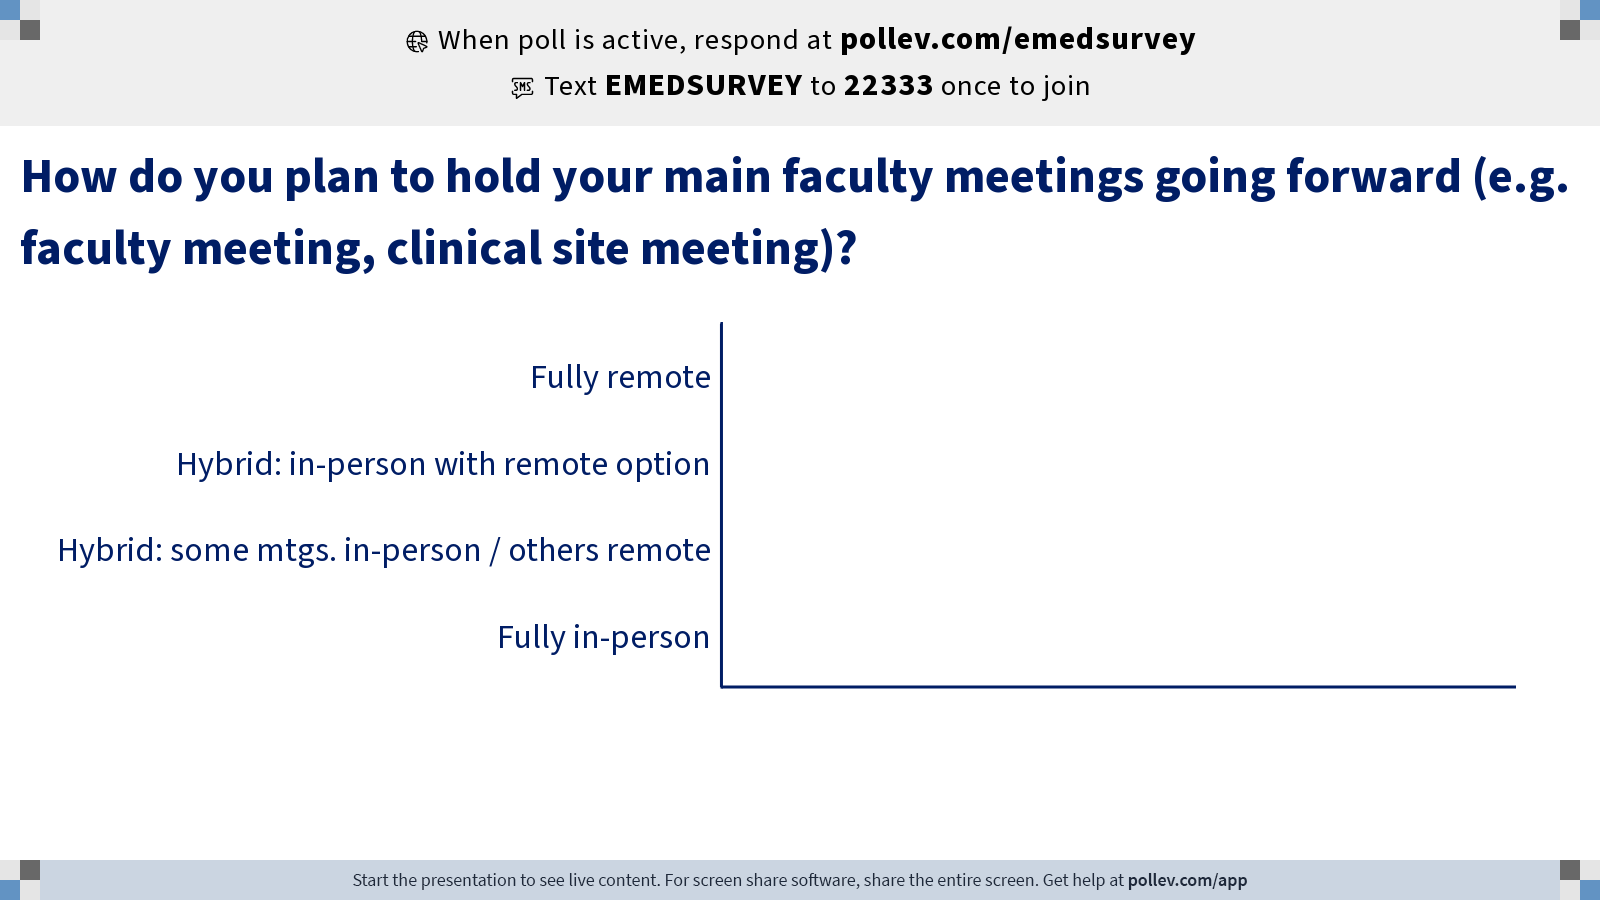 When poll is active, respond at pollev.com/emedsurvey
SMS Text EMEDSURVEY to 22333 once to join
How do you plan to hold your main faculty meetings going forward (e.g.
faculty meeting, clinical site meeting)?
Fully remote
Hybrid: in-person with remote option
Hybrid: some mtgs. in-person / others remote
Fully in-person
Start the presentation to see live content. For screen share software, share the entire screen. Get help at pollev.com/app